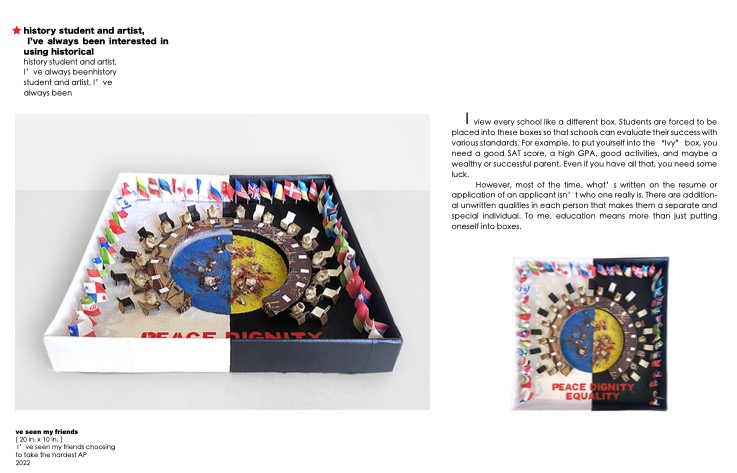 history student and artist,
I've always been interested in
using historical
history student and artist,
I’ve always beenhistory
student and artist, I’ve
always been
I view every school like a different box. Students are forced to be
placed into these boxes so that schools can evaluate their success with
various standards. For example, to put yourself into the “Ivy” box, you
need a good SAT score, a high GPA, good activities, and maybe a
wealthy or successful parent. Even if you have all that, you need some
luck.
However, most of the time, what’s written on the resume or
application of an applicant isn’t who one really is. There are addition-
al unwritten qualities in each person that makes them a separate and
special individual. To me, education means more than just putting
oneself into boxes.
PEACE DIGNITY
PEACE DIGNITY
EQUALITY
ve seen my friends
[ 20 in. x 10 in. ]
I’ve seen my friends choosing
to take the hardest AP
2022